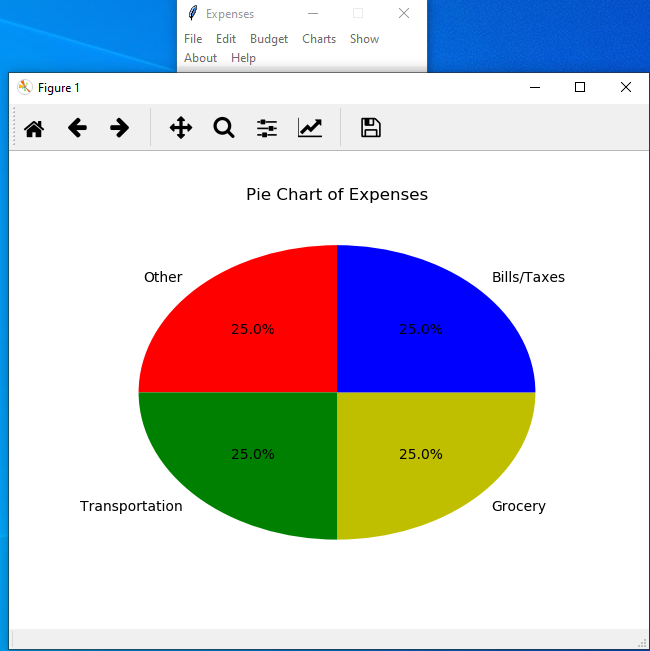 Expenses
File Edit Budget Charts Show
About Help
Figure 1
Pie Chart of Expenses
Other
Bills/Taxes
25.0%
25.0%
25.0%
25.0%
Transportation
Grocery